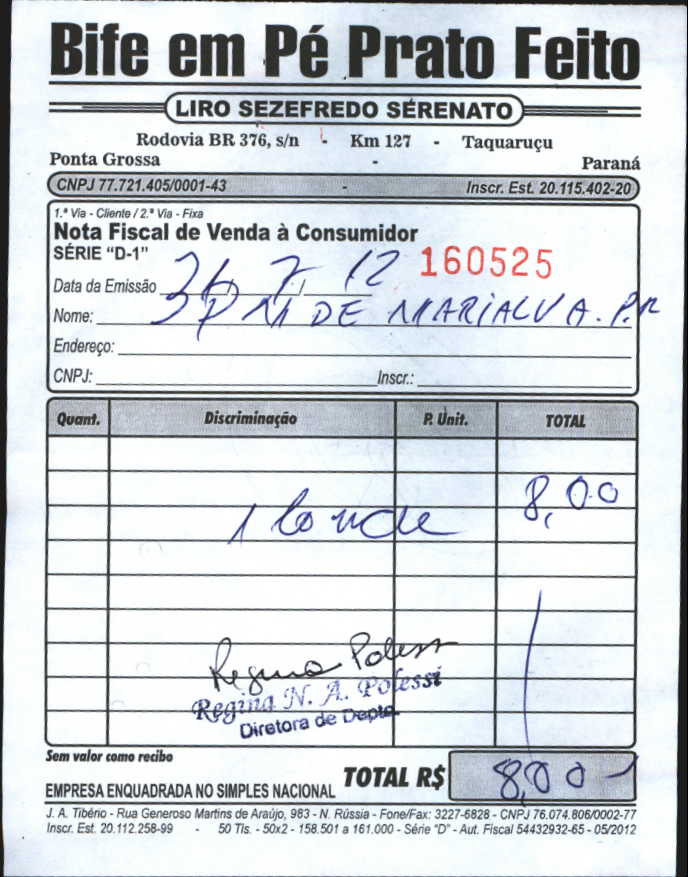 Bife em Pé Prato Feito
LIRO SEZEFREDO SÉRENATO
Rodovia BR 376, s/n - Km 127 - Taquaruçu
Ponta Grossa - Paraná
CNPJ 77.721.405/0001-43 - Inscr. Est. 20.115.402-20
1.ª Via - Cliente / 2.ª Via - Fixa
Nota Fiscal de Venda à Consumidor
SÉRIE "D-1"
160525
Data da Emissão 7 12
Nome: P M DE MARIALVA. P.R
Endereço:
CNPJ: Inscr.:
Quant. Discriminação P. Unit. TOTAL
8,00
1
Regina Polessi
Regina N. A. Polessi
Diretora de Depto.
Sem valor como recibo
EMPRESA ENQUADRADA NO SIMPLES NACIONAL TOTAL R$ 8,00
J. A. Tibério - Rua Generoso Martins de Araújo, 983 - N. Rússia - Fone/Fax: 3227-6828 - CNPJ 76.074.806/0002-77
Inscr. Est. 20.112.258-99 - 50 Tls. - 50x2 - 158.501 a 161.000 - Série "D" - Aut. Fiscal 54432932-65 - 05/2012